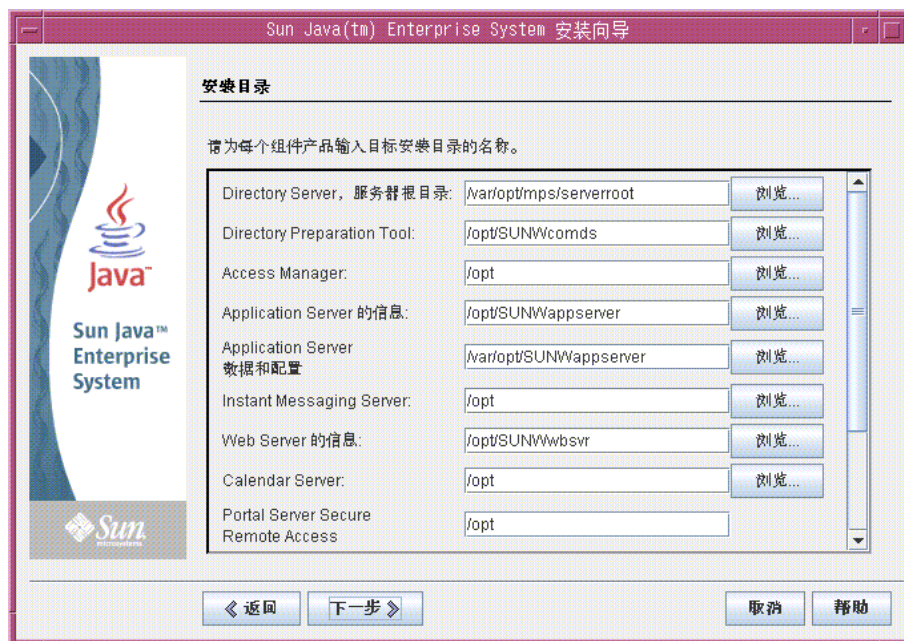 Sun Java(tm) Enterprise System 安装向导
安装目录
请为每个组件产品输入目标安装目录的名称。
Directory Server, 服务器根目录: /var/opt/mps/serverroot 浏览...
Directory Preparation Tool: /opt/SUNWcomds 浏览...
Access Manager: /opt 浏览...
Application Server 的信息: /opt/SUNWappserver 浏览...
Application Server
数据和配置 /var/opt/SUNWappserver 浏览...
Instant Messaging Server: /opt 浏览...
Web Server 的信息: /opt/SUNWwbsvr 浏览...
Calendar Server: /opt 浏览...
Portal Server Secure
Remote Access /opt
Java™
Sun Java™
Enterprise
System
Sun
microsystems
返回 下一步 取消 帮助